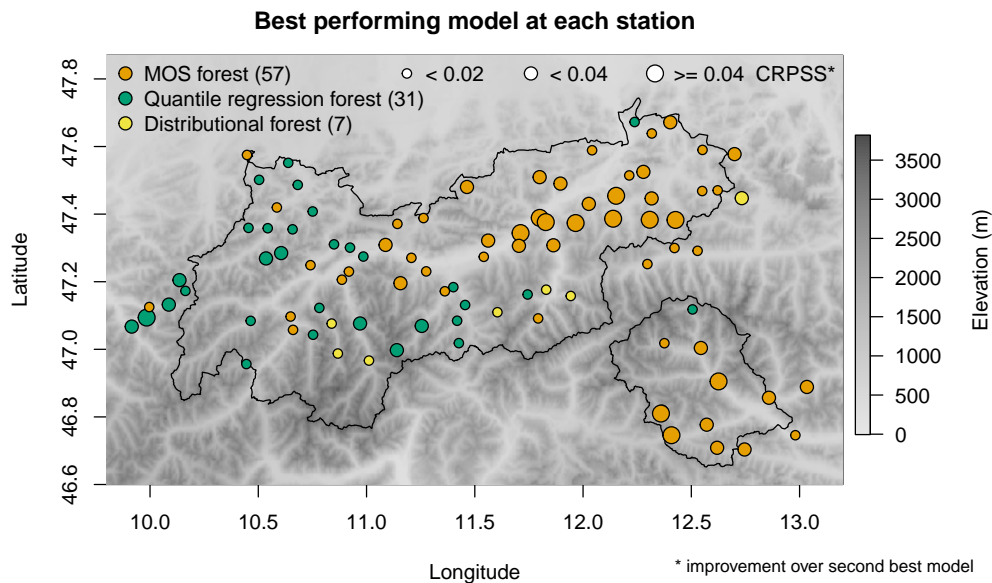 Best performing model at each station
MOS forest (57)
Quantile regression forest (31)
Distributional forest (7)
< 0.02
< 0.04
>= 0.04 CRPSS*
47.8
47.6
47.4
47.2
47.0
46.8
46.6
Latitude
10.0
10.5
11.0
11.5
12.0
12.5
13.0
Longitude
3500
3000
2500
2000
1500
1000
500
0
Elevation (m)
* improvement over second best model